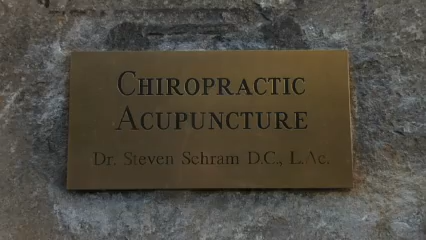 CHIROPRACTIC
ACUPUNCTURE
Dr. Steven Schram D.C., L.Ac.